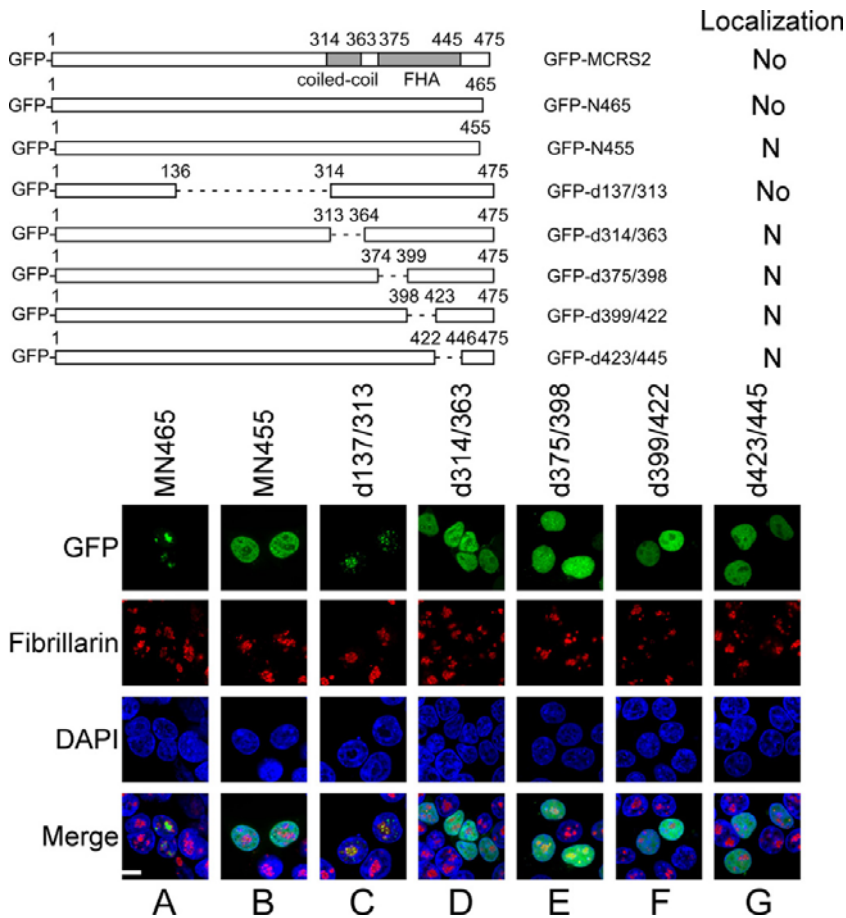 Localization
1 314 363 375 445 475
GFP- GFP-MCRS2 No
coiled-coil FHA
1 465
GFP- GFP-N465 No
1 455
GFP- GFP-N455 N
1 136 314 475
GFP- GFP-d137/313 No
1 313 364 475
GFP- GFP-d314/363 N
1 374 399 475
GFP- GFP-d375/398 N
1 398 423 475
GFP- GFP-d399/422 N
1 422 446 475
GFP- GFP-d423/445 N
MN465 MN455 d137/313 d314/363 d375/398 d399/422 d423/445
GFP
Fibrillarin
DAPI
Merge
A B C D E F G